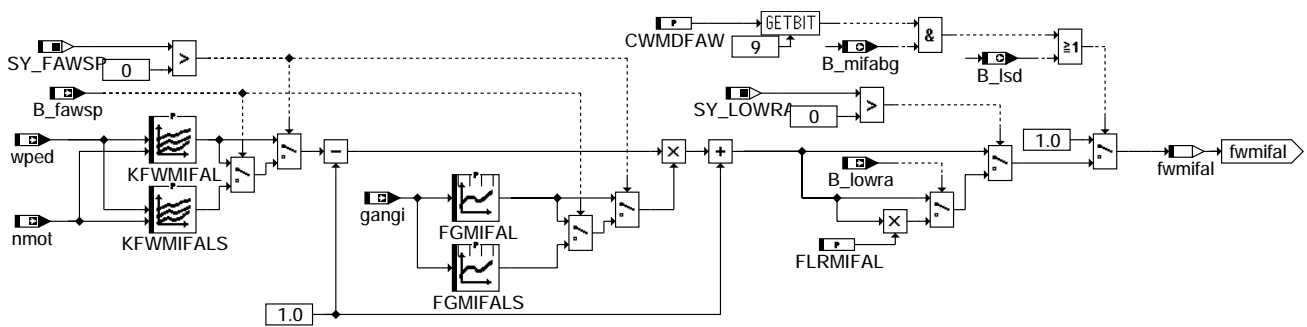 P
GETBIT
CWMDFAW
9
&
≥1
B_mifabg
B_lsd
SY_FAWSP
0
>
B_fawsp
SY_LOWRA
0
>
P
wped
KFWMIFAL
-
×
+
1.0
fwmifal
fwmifal
B_lowra
P
nmot
KFWMIFALS
gangi
P
FGMIFAL
×
P
FLRMIFAL
P
FGMIFALS
1.0